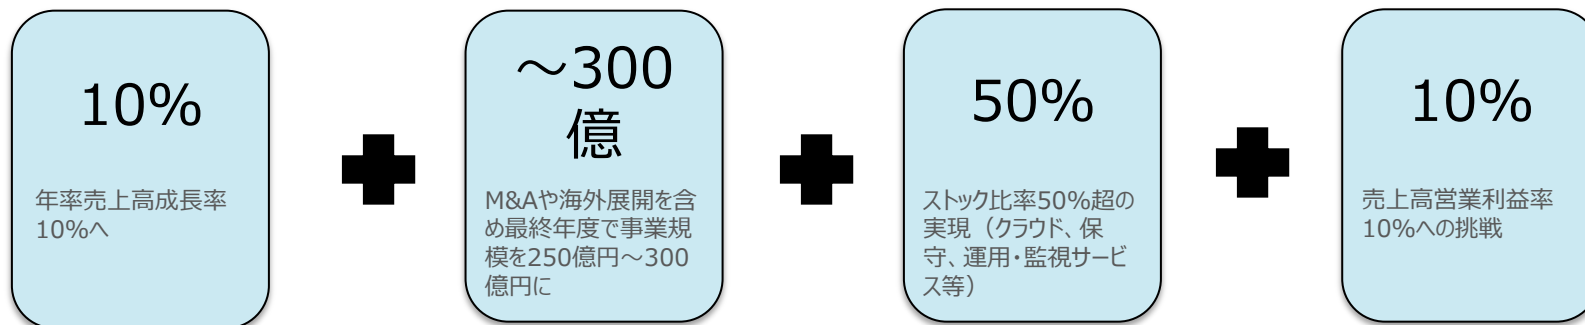 10%
年率売上高成長率
10%へ
～300
億
M&Aや海外展開を含
め最終年度で事業規
模を250億円～300
億円に
50%
ストック比率50%超の
実現（クラウド、保
守、運用・監視サービ
ス等）
10%
売上高営業利益率
10%への挑戦